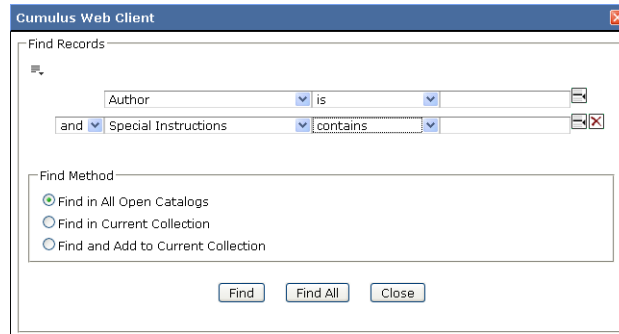 Cumulus Web Client
Find Records
Author is
and Special Instructions contains
Find Method
Find in All Open Catalogs
Find in Current Collection
Find and Add to Current Collection
Find Find All Close